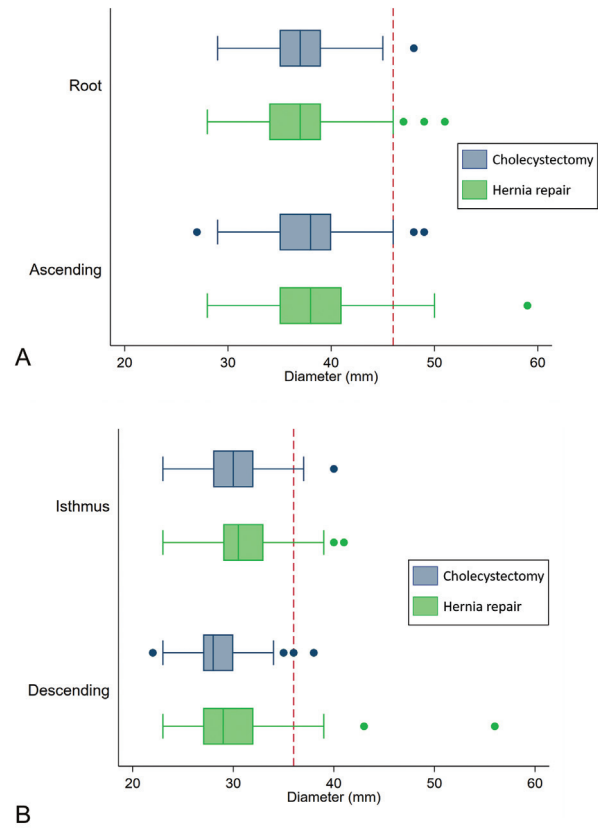 Root
Cholecystectomy
Hernia repair
Ascending
20 30 40 50 60
Diameter (mm)
A
Isthmus
Cholecystectomy
Hernia repair
Descending
20 30 40 50 60
Diameter (mm)
B